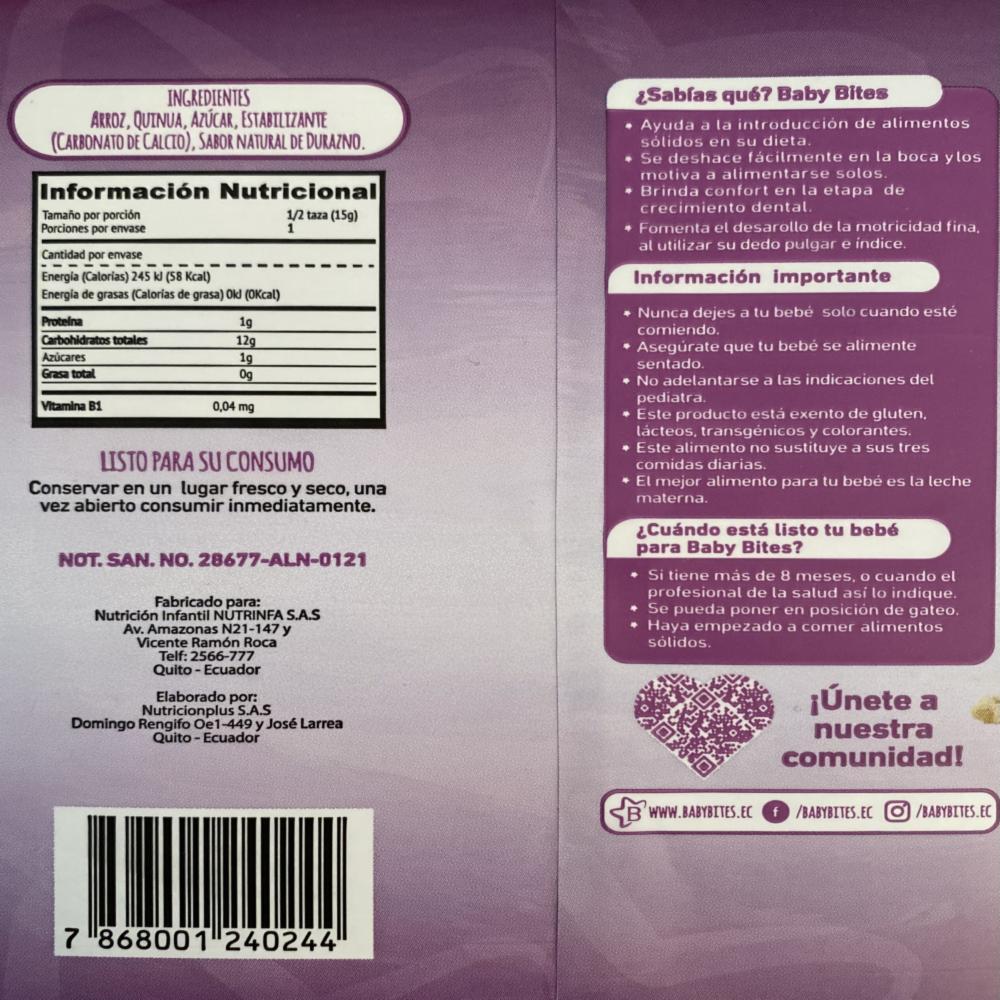 INGREDIENTES
ARROZ, QUINUA, AZÚCAR, ESTABILIZANTE
(CARBONATO DE CALCIO), SABOR NATURAL DE DURAZNO.
Información Nutricional
Tamaño por porción 1/2 taza (15g)
Porciones por envase 1
Cantidad por envase
Energía (Calorías) 245 kJ (58 Kcal)
Energía de grasas (Calorías de grasa) 0kJ (0Kcal)
Proteína 1g
Carbohidratos totales 12g
Azúcares 1g
Grasa total 0g
Vitamina B1 0,04 mg
LISTO PARA SU CONSUMO
Conservar en un lugar fresco y seco, una
vez abierto consumir inmediatamente.
NOT. SAN. NO. 28677-ALN-0121
Fabricado para:
Nutrición Infantil NUTRINFA S.A.S
Av. Amazonas N21-147 y
Vicente Ramón Roca
Telf: 2566-777
Quito - Ecuador
Elaborado por:
Nutricionplus S.A.S
Domingo Rengifo Oe1-449 y José Larrea
Quito - Ecuador
7 868001 240244
¿Sabías qué? Baby Bites
• Ayuda a la introducción de alimentos
sólidos en su dieta.
• Se deshace fácilmente en la boca y los
motiva a alimentarse solos.
• Brinda confort en la etapa de
crecimiento dental.
• Fomenta el desarollo de la motricidad fina,
al utilizar su dedo pulgar e índice.
Información importante
• Nunca dejes a tu bebé solo cuando esté
comiendo.
• Asegúrate que tu bebé se alimente
sentado.
• No adelantarse a las indicaciones del
pediatra.
• Este producto está exento de gluten,
lácteos, transgénicos y colorantes.
• Este alimento no sustituye a sus tres
comidas diarias.
• El mejor alimento para tu bebé es la leche
materna.
¿Cuándo está listo tu bebé
para Baby Bites?
• Si tiene más de 8 meses, o cuando el
profesional de la salud así lo indique.
• Se pueda poner en posición de gateo.
• Haya empezado a comer alimentos
sólidos.
¡Únete a
nuestra
comunidad!
B WWW.BABYBITES.EC f /BABYBITES.EC /BABYBITES.EC